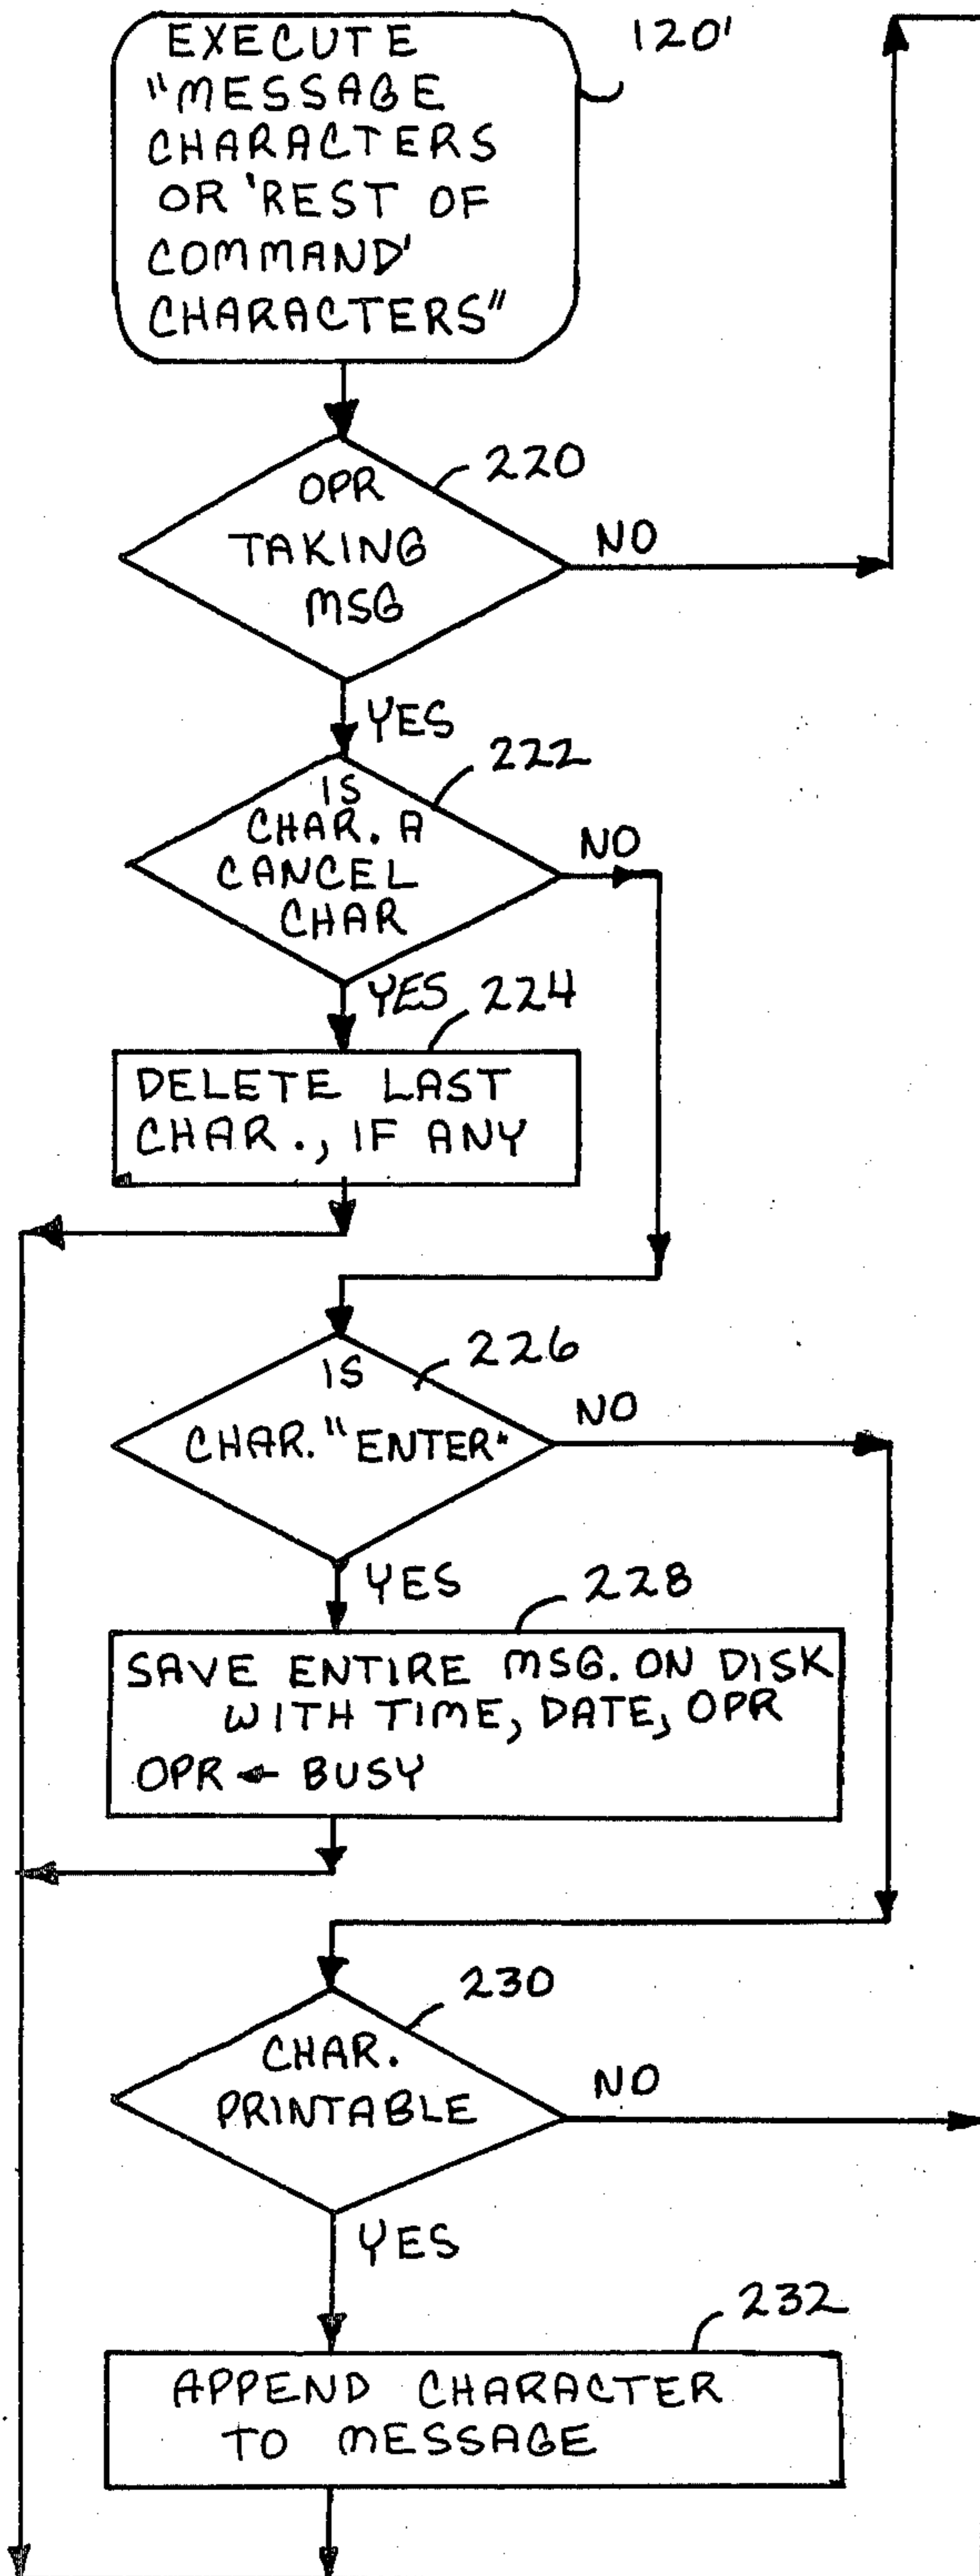 EXECUTE
"MESSAGE
CHARACTERS
OR 'REST OF
COMMAND'
CHARACTERS"
120'
OPR
TAKING
MSG
220
NO
YES
222
IS
CHAR. A
CANCEL
CHAR
NO
YES
224
DELETE LAST
CHAR., IF ANY
226
IS
CHAR. "ENTER"
NO
YES
228
SAVE ENTIRE MSG. ON DISK
WITH TIME, DATE, OPR
OPR ← BUSY
230
CHAR.
PRINTABLE
NO
YES
232
APPEND CHARACTER
TO MESSAGE